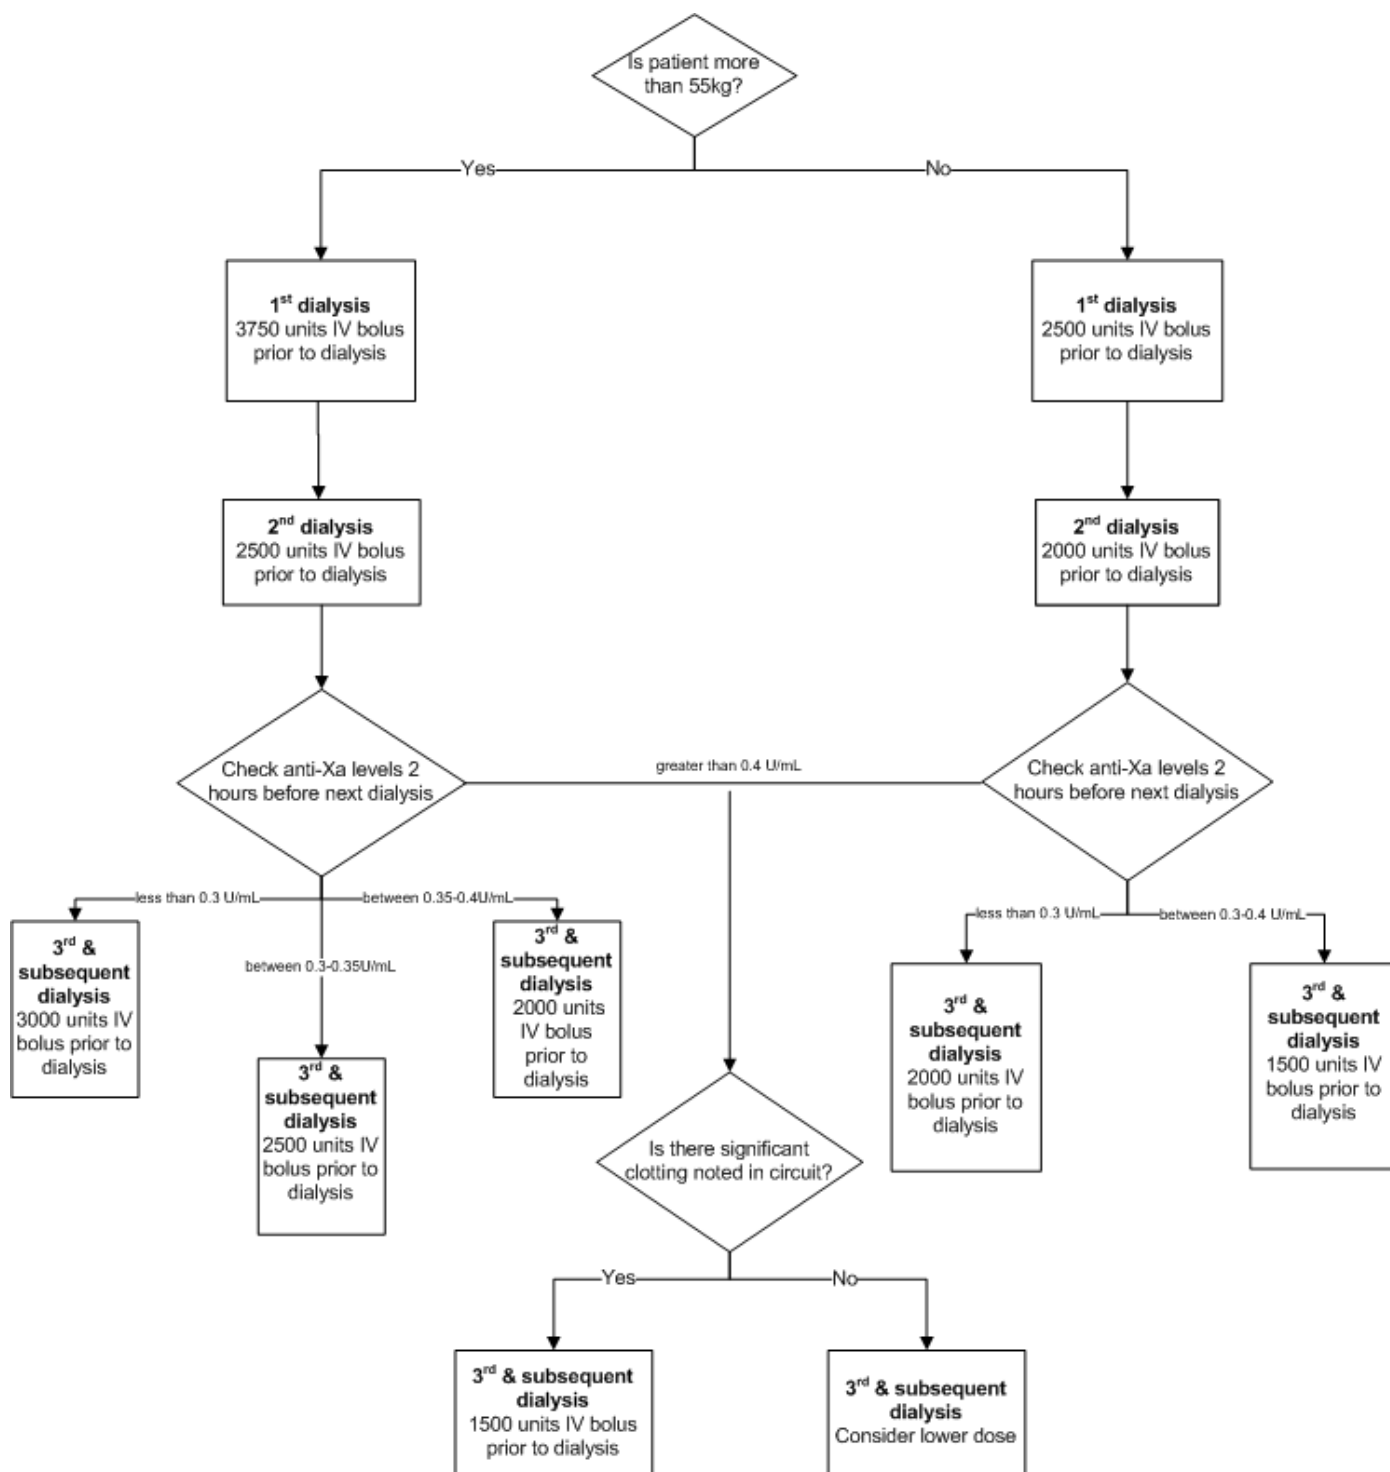 Is patient more
than 55kg?
Yes
No
1st dialysis
3750 units IV bolus
prior to dialysis
1st dialysis
2500 units IV bolus
prior to dialysis
2nd dialysis
2500 units IV bolus
prior to dialysis
2nd dialysis
2000 units IV bolus
prior to dialysis
Check anti-Xa levels 2
hours before next dialysis
greater than 0.4 U/mL
Check anti-Xa levels 2
hours before next dialysis
less than 0.3 U/mL
between 0.35-0.4U/mL
between 0.3-0.35U/mL
less than 0.3 U/mL
between 0.3-0.4 U/mL
3rd &
subsequent
dialysis
3000 units IV
bolus prior to
dialysis
3rd &
subsequent
dialysis
2500 units IV
bolus prior to
dialysis
3rd &
subsequent
dialysis
2000 units
IV bolus
prior to
dialysis
3rd &
subsequent
dialysis
2000 units IV
bolus prior to
dialysis
3rd &
subsequent
dialysis
1500 units IV
bolus prior to
dialysis
Is there significant
clotting noted in circuit?
Yes
No
3rd & subsequent
dialysis
1500 units IV bolus
prior to dialysis
3rd & subsequent
dialysis
Consider lower dose